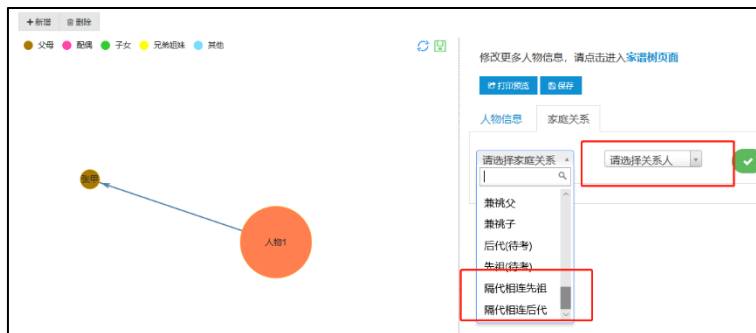 +新增 删除
父母 配偶 子女 兄弟姐妹 其他
修改更多人物信息，请点击进入家谱树页面
打印预览 保存
人物信息 家庭关系
请选择家庭关系 请选择关系人
兼祧父
兼祧子
后代(待考)
先祖(待考)
隔代相连先祖
隔代相连后代
张甲
人物1